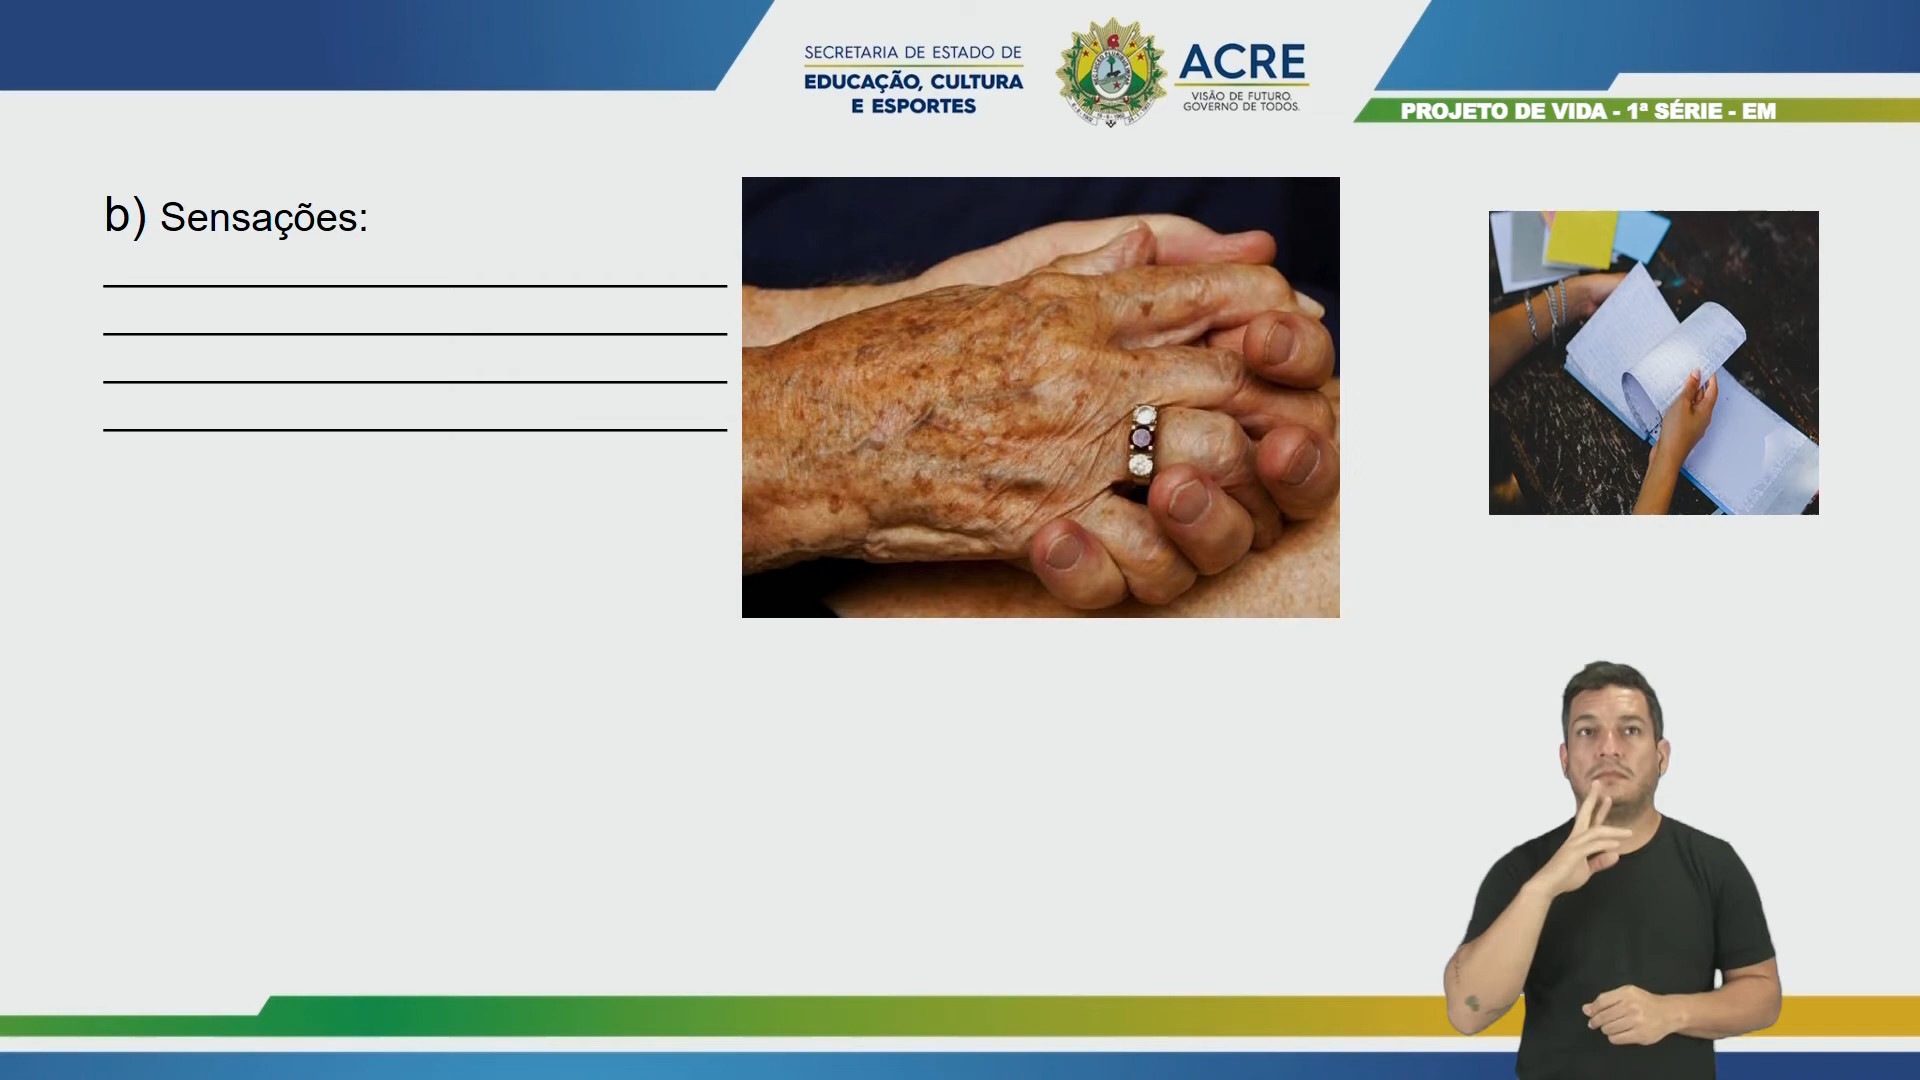 SECRETARIA DE ESTADO DE
EDUCAÇÃO, CULTURA
E ESPORTES
ACRE
VISÃO DE FUTURO.
GOVERNO DE TODOS.
PROJETO DE VIDA - 1ª SÉRIE - EM
b) Sensações: